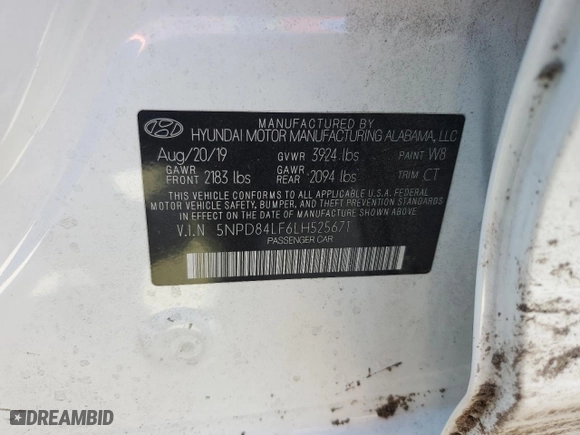 MANUFACTURED BY
HYUNDAI MOTOR MANUFACTURING ALABAMA, LLC
Aug/20/19 GVWR 3924 lbs PAINT W8
GAWR FRONT 2183 lbs GAWR REAR 2094 lbs TRIM CT
THIS VEHICLE CONFORMS TO ALL APPLICABLE U.S.A. FEDERAL
MOTOR VEHICLE SAFETY, BUMPER, AND THEFT PREVENTION STANDARDS
IN EFFECT ON THE DATE OF MANUFACTURE SHOWN ABOVE.
V.I.N 5NPD84LF6LH525671
PASSENGER CAR
DREAMBID